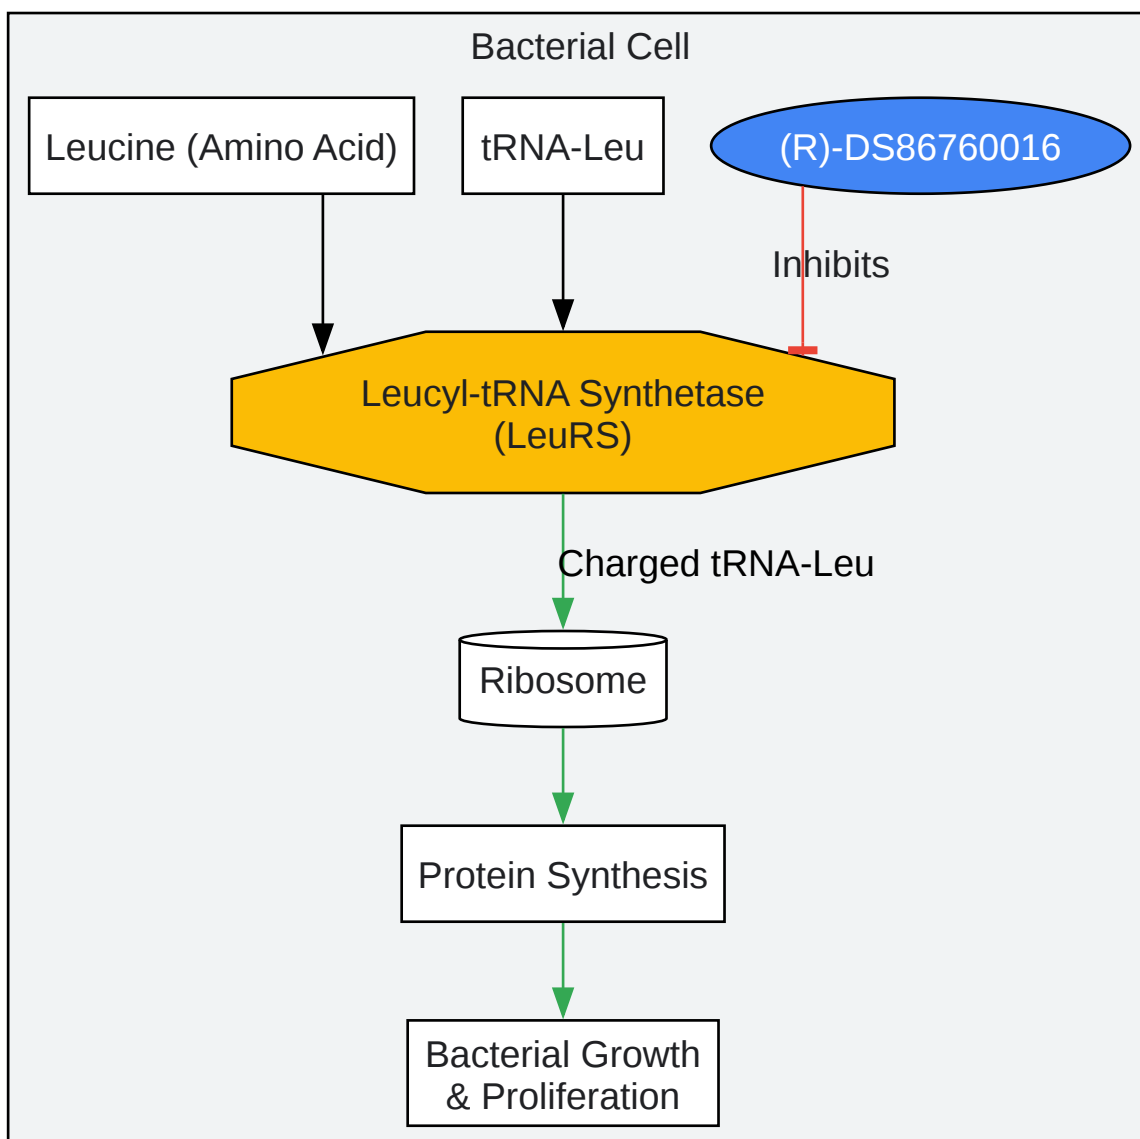 Bacterial Cell
Leucine (Amino Acid)
tRNA-Leu
(R)-DS86760016
Inhibits
Leucyl-tRNA Synthetase
(LeuRS)
Charged tRNA-Leu
Ribosome
Protein Synthesis
Bacterial Growth
& Proliferation